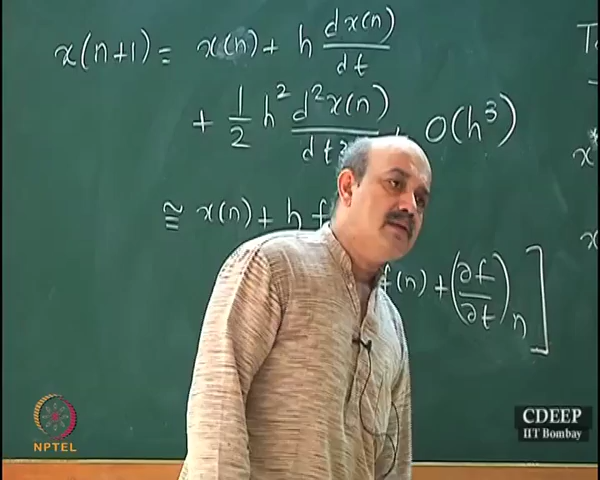 x(n+1) = x(n) + h dx(n)/dt
+ 1/2 h² d²x(n)/dt² + O(h³)
≅ x(n) + h f
f(n) + (∂f/∂t)n ]
x*
x
NPTEL
CDEEP
IIT Bombay